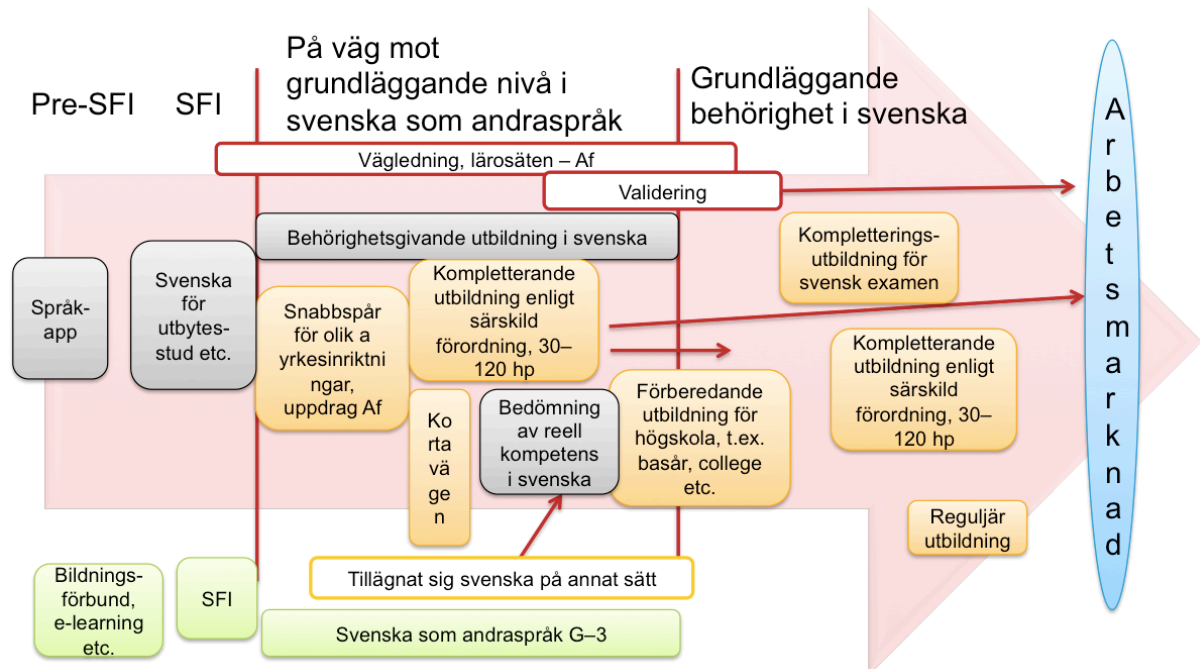 Pre-SFI
SFI
På väg mot
grundläggande nivå i
svenska som andraspråk
Grundläggande
behörighet i svenska
Vägledning, lärosäten – Af
Validering
Behörighetsgivande utbildning i svenska
Språk-
app
Svenska
för
utbytes-
stud etc.
Snabbspår
för olik a
yrkesinriktni
ngar,
uppdrag Af
Kompletterande
utbildning enligt
särskild
förordning, 30–
120 hp
Ko
rta
vä
ge
n
Bedömning
av reell
kompetens
i svenska
Förberedande
utbildning för
högskola, t.ex.
basår, college
etc.
Kompletterings-
utbildning för
svensk examen
Kompletterande
utbildning enligt
särskild
förordning, 30–
120 hp
Reguljär
utbildning
A
r
b
e
t
s
m
a
r
k
n
a
d
Tillägnat sig svenska på annat sätt
Bildnings-
förbund,
e-learning
etc.
SFI
Svenska som andraspråk G–3